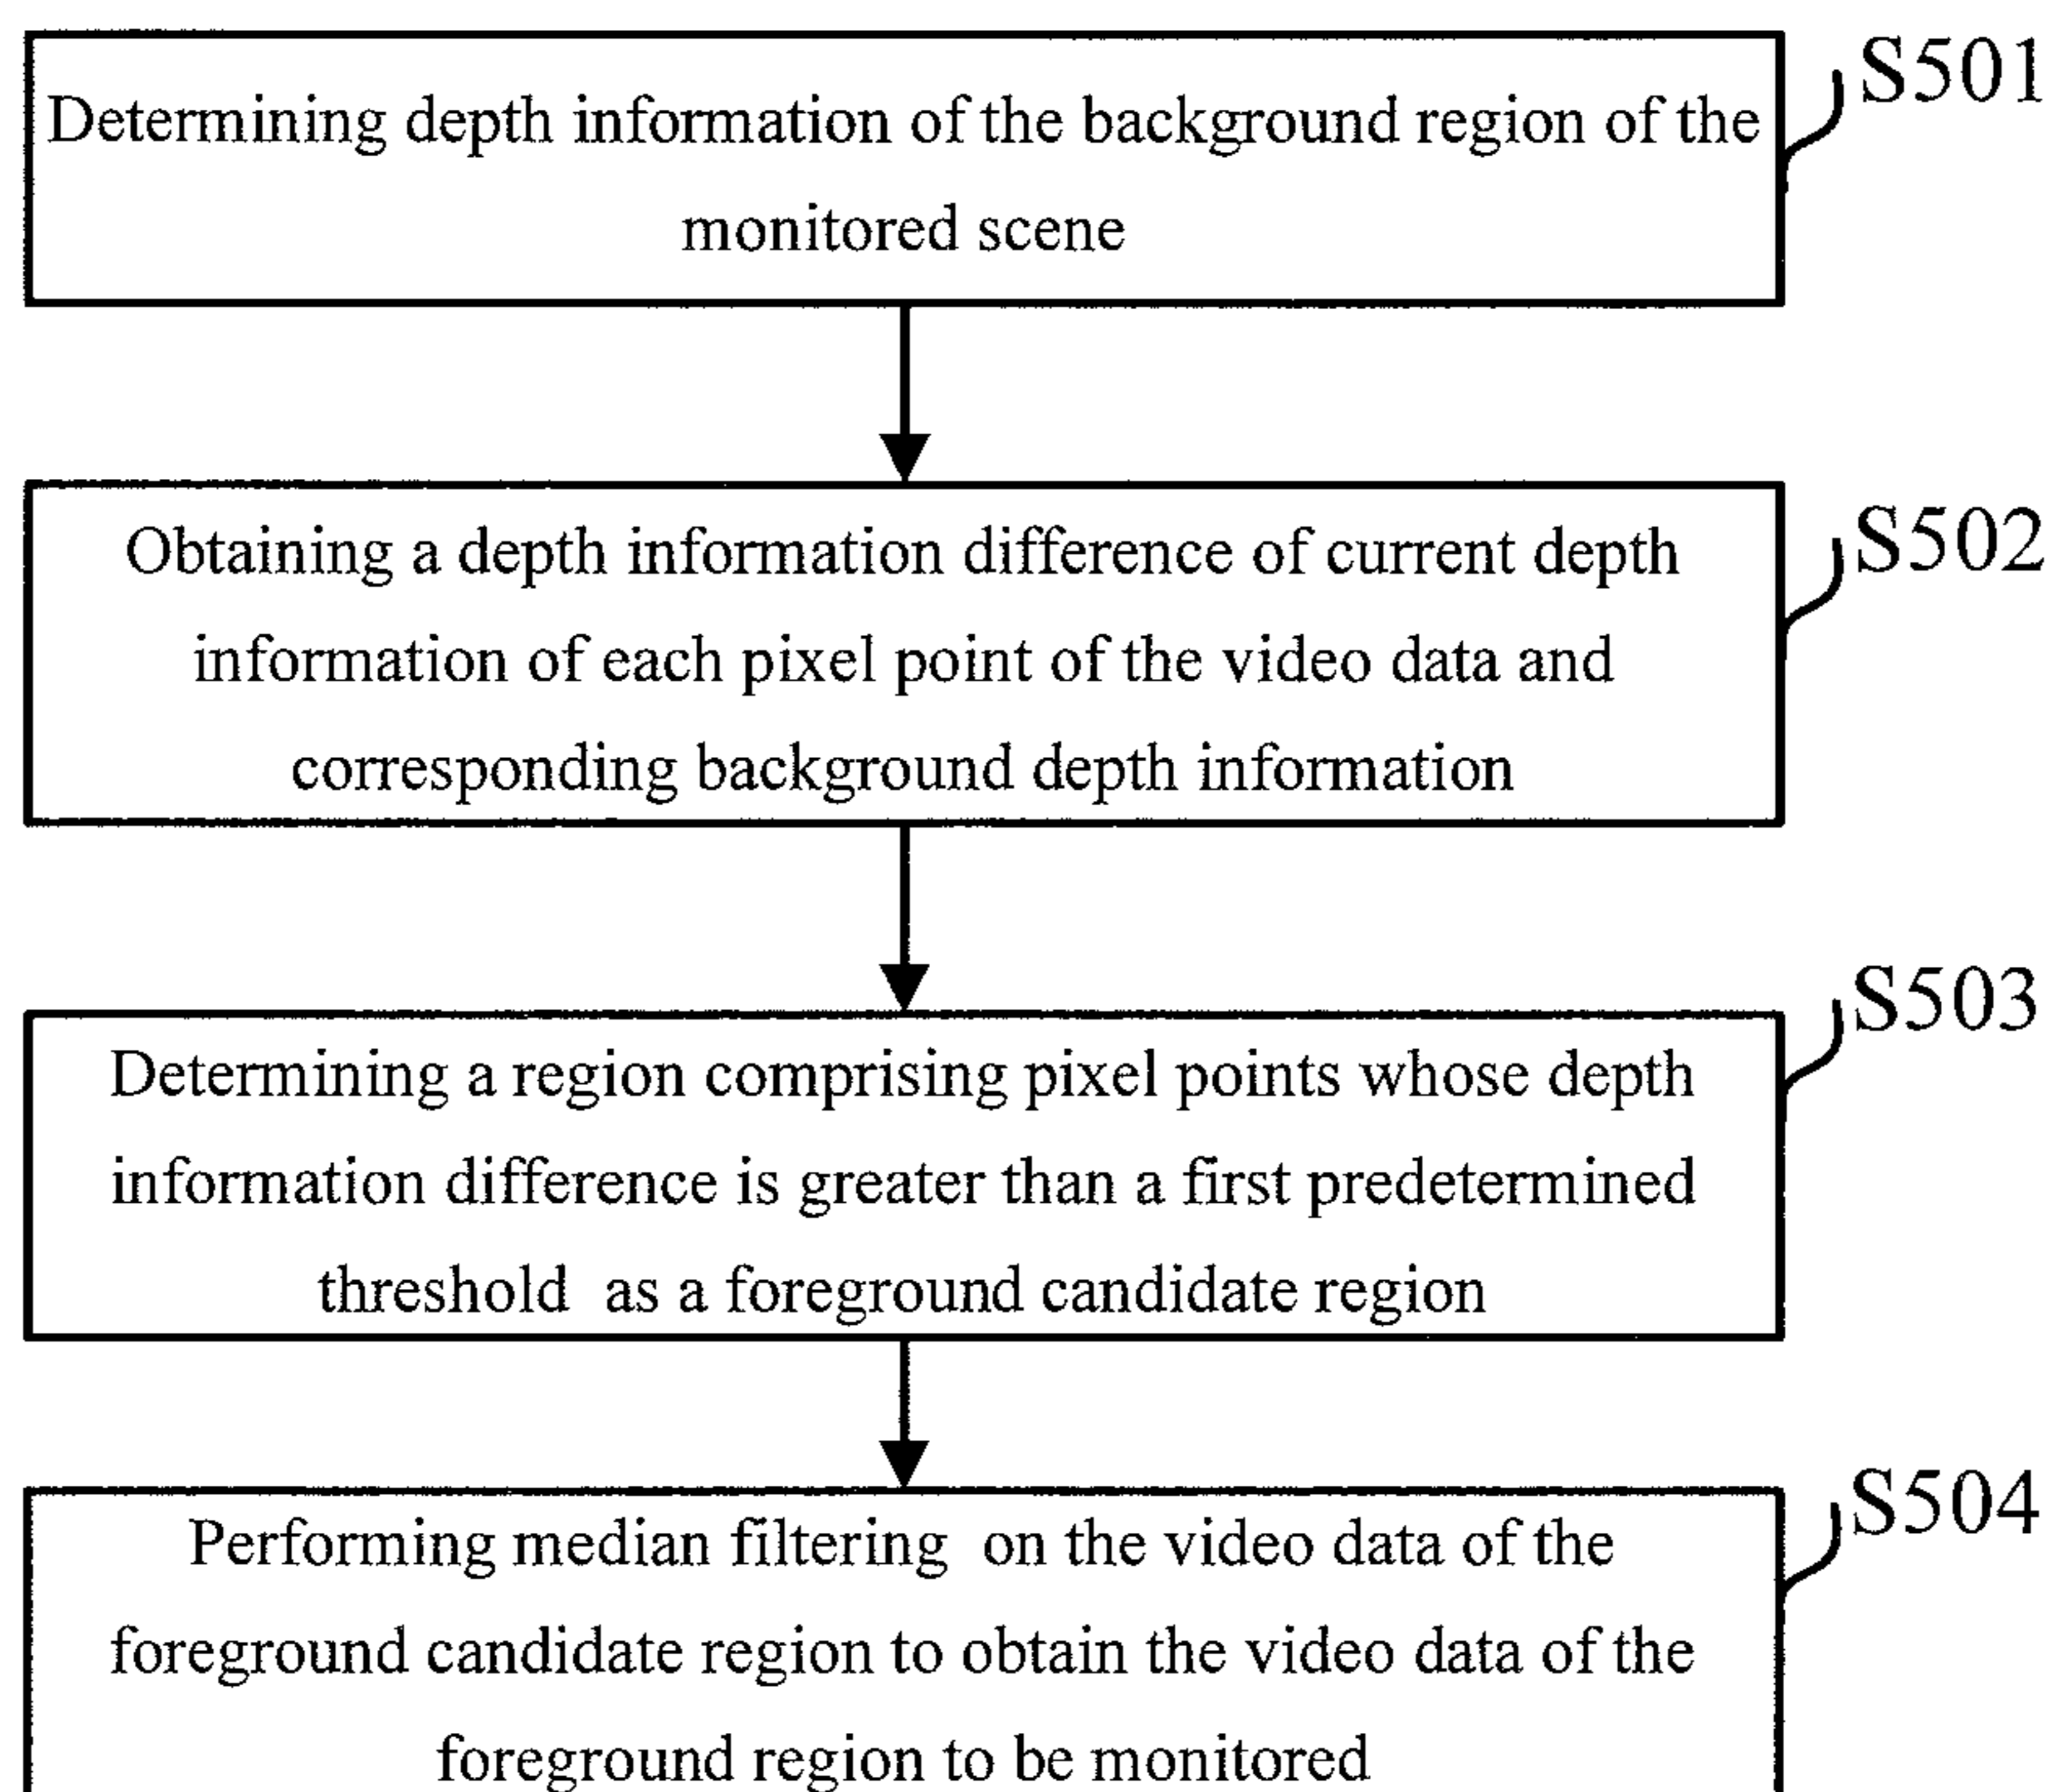 S501
Determining depth information of the background region of the
monitored scene
S502
Obtaining a depth information difference of current depth
information of each pixel point of the video data and
corresponding background depth information
S503
Determining a region comprising pixel points whose depth
information difference is greater than a first predetermined
threshold as a foreground candidate region
S504
Performing median filtering on the video data of the
foreground candidate region to obtain the video data of the
foreground region to be monitored